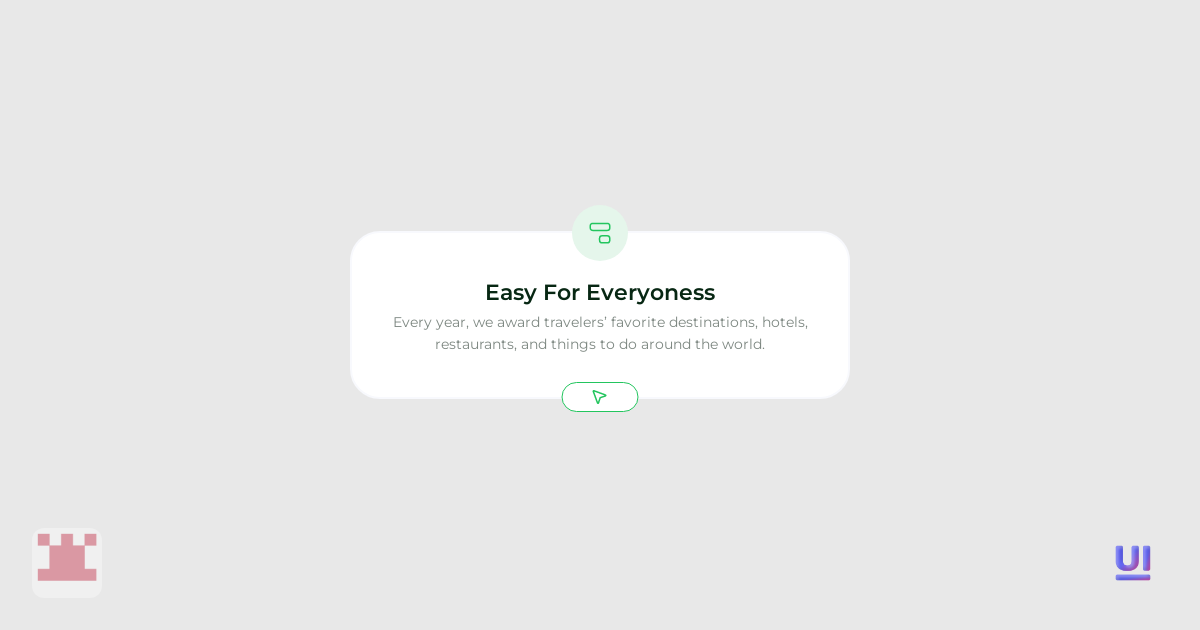 Easy For Everyoness
Every year, we award travelers’ favorite destinations, hotels,
restaurants, and things to do around the world.
UI